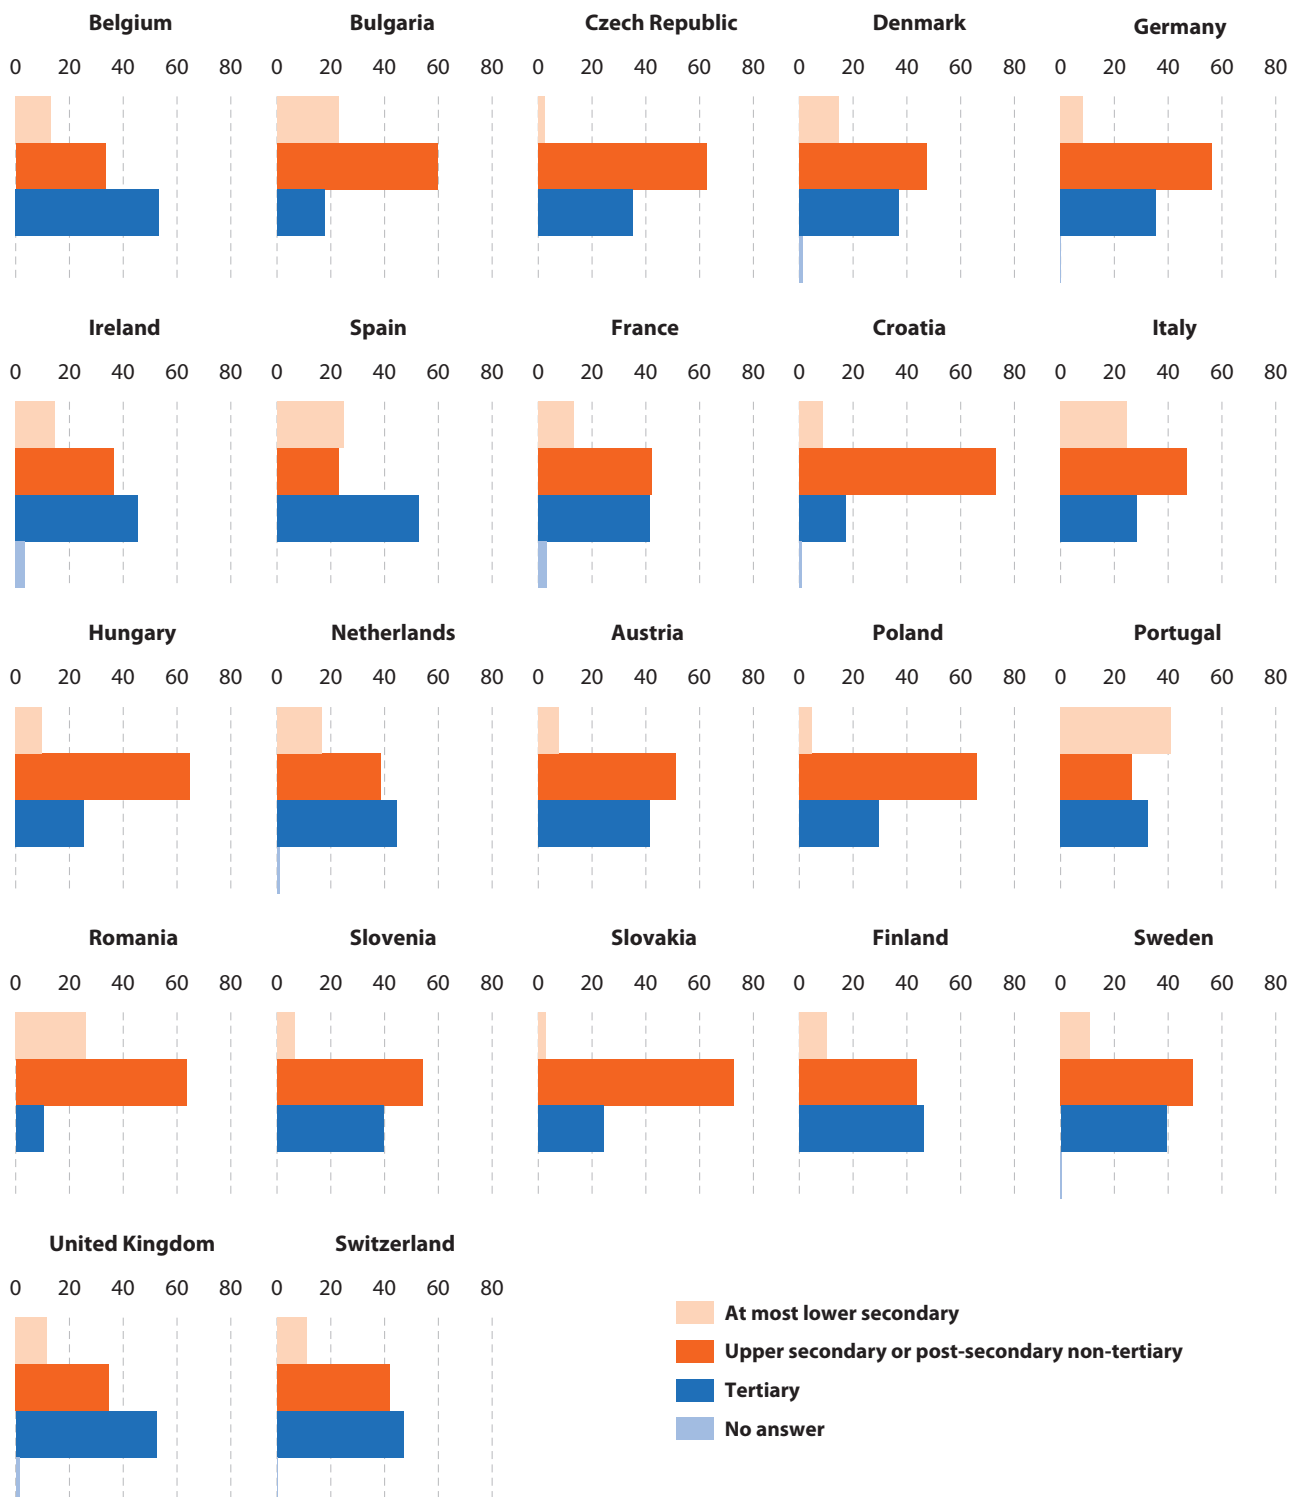 Belgium Bulgaria Czech Republic Denmark Germany
0 20 40 60 80 0 20 40 60 80 0 20 40 60 80 0 20 40 60 80 0 20 40 60 80
Ireland Spain France Croatia Italy
0 20 40 60 80 0 20 40 60 80 0 20 40 60 80 0 20 40 60 80 0 20 40 60 80
Hungary Netherlands Austria Poland Portugal
0 20 40 60 80 0 20 40 60 80 0 20 40 60 80 0 20 40 60 80 0 20 40 60 80
Romania Slovenia Slovakia Finland Sweden
0 20 40 60 80 0 20 40 60 80 0 20 40 60 80 0 20 40 60 80 0 20 40 60 80
United Kingdom Switzerland
0 20 40 60 80 0 20 40 60 80
At most lower secondary
Upper secondary or post-secondary non-tertiary
Tertiary
No answer